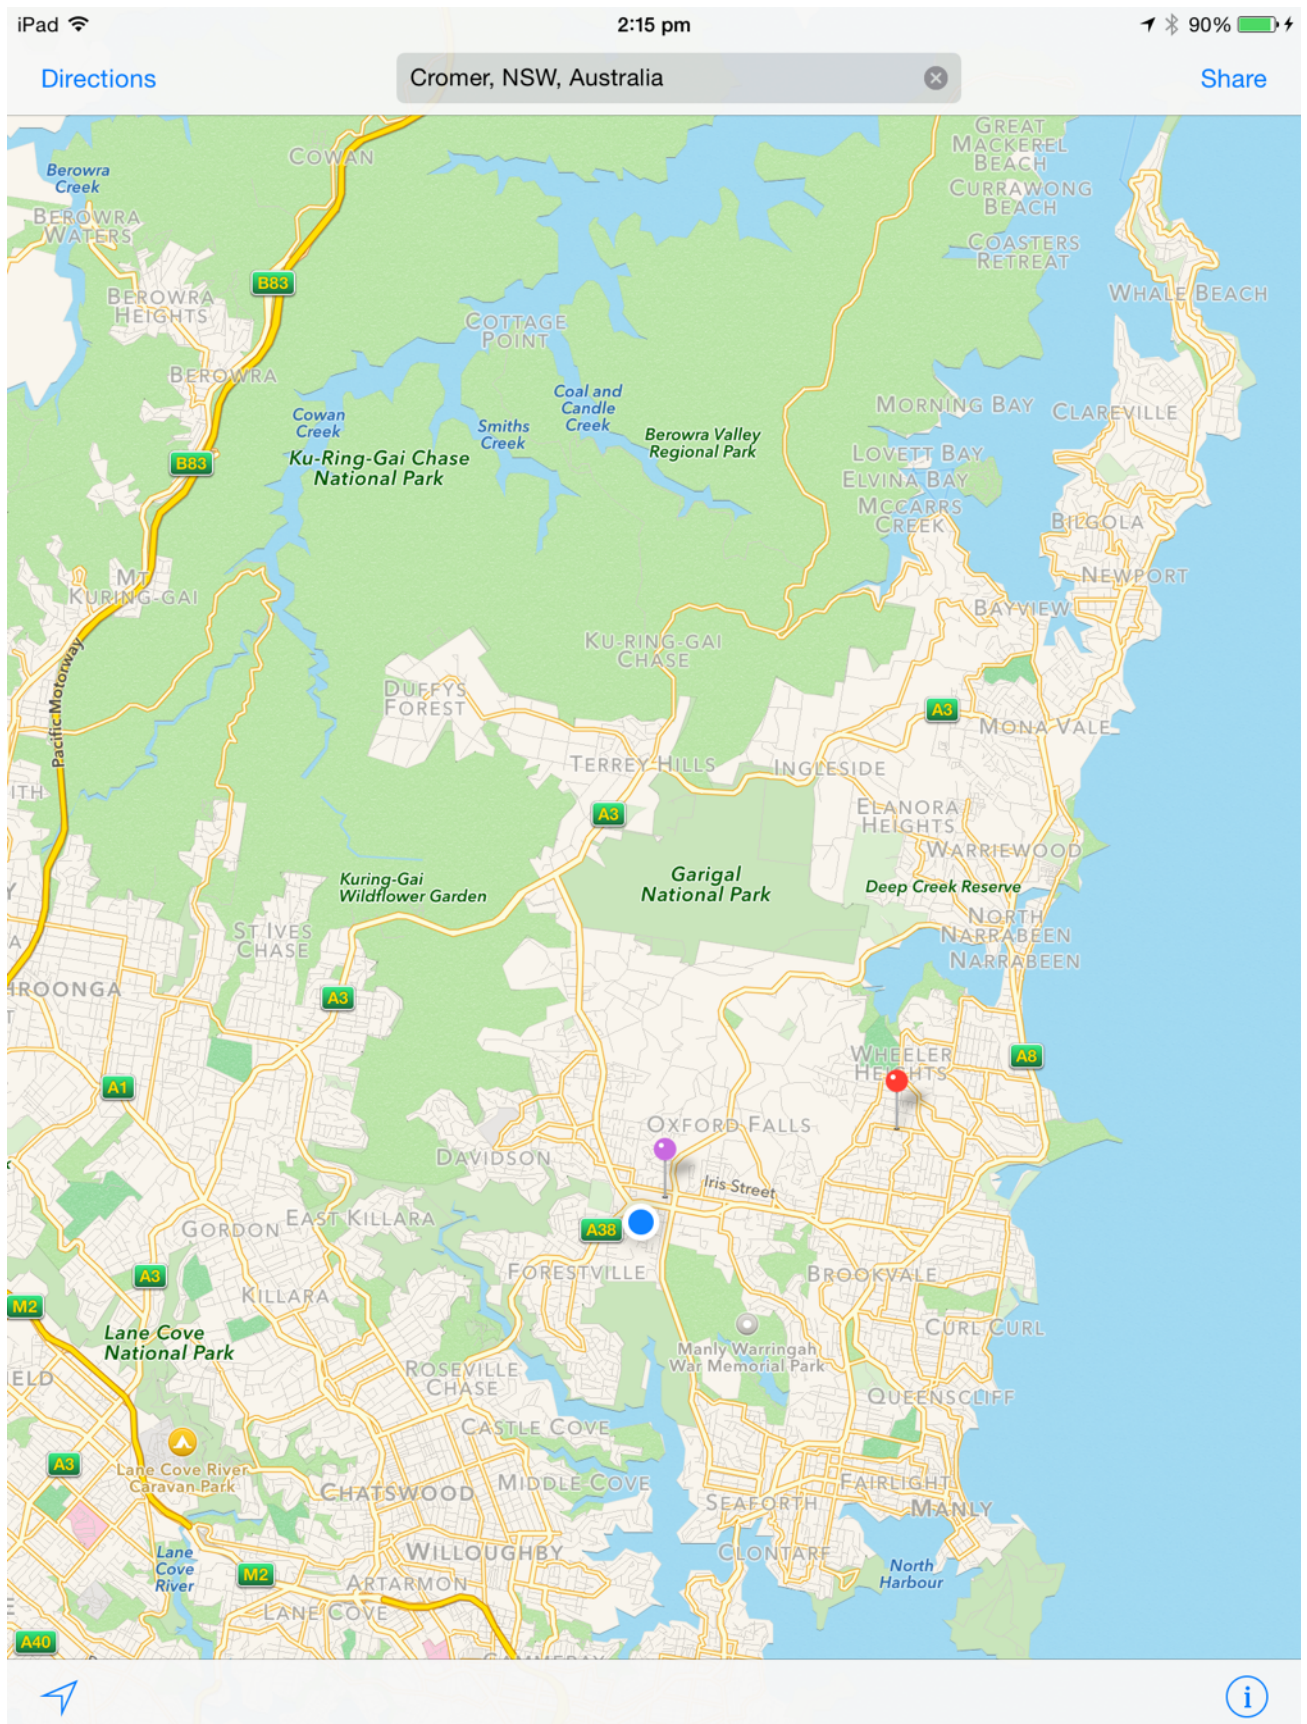 iPad
2:15 pm
90%
Directions
Cromer, NSW, Australia
Share
GREAT
MACKEREL
BEACH
COWAN
Berowra
Creek
CURRAWONG
BEACH
BEROWRA
WATERS
COASTERS
RETREAT
B83
WHALE BEACH
BEROWRA
HEIGHTS
COTTAGE
POINT
BEROWRA
Coal and
Candle
Creek
MORNING BAY
CLAREVILLE
Cowan
Creek
Smiths
Creek
Berowra Valley
Regional Park
LOVETT BAY
B83
Ku-Ring-Gai Chase
National Park
ELVINA BAY
MCCARRS
CREEK
BILGOLA
MT
KURING-GAI
NEWPORT
BAYVIEW
KU-RING-GAI
CHASE
Pacific Motorway
DUFFYS
FOREST
A3
MONA VALE
TERREY HILLS
INGLESIDE
ITH
A3
ELANORA
HEIGHTS
WARRIEWOOD
Kuring-Gai
Wildflower Garden
Garigal
National Park
Deep Creek Reserve
Y
NORTH
NARRABEEN
A
ST IVES
CHASE
NARRABEEN
HROONGA
A3
T
WHEELER
HEIGHTS
A8
A1
OXFORD FALLS
DAVIDSON
Iris Street
EAST KILLARA
GORDON
A38
FORESTVILLE
A3
BROOKVALE
KILLARA
M2
CURL CURL
Lane Cove
National Park
Manly Warringah
War Memorial Park
ROSEVILLE
CHASE
IELD
QUEENSCLIFF
CASTLE COVE
A3
Lane Cove River
Caravan Park
CHATSWOOD
MIDDLE COVE
FAIRLIGHT
SEAFORTH
MANLY
WILLOUGHBY
CLONTARF
Lane
Cove
River
M2
ARTARMON
North
Harbour
E
LANE COVE
A40
CAMMERAY
i